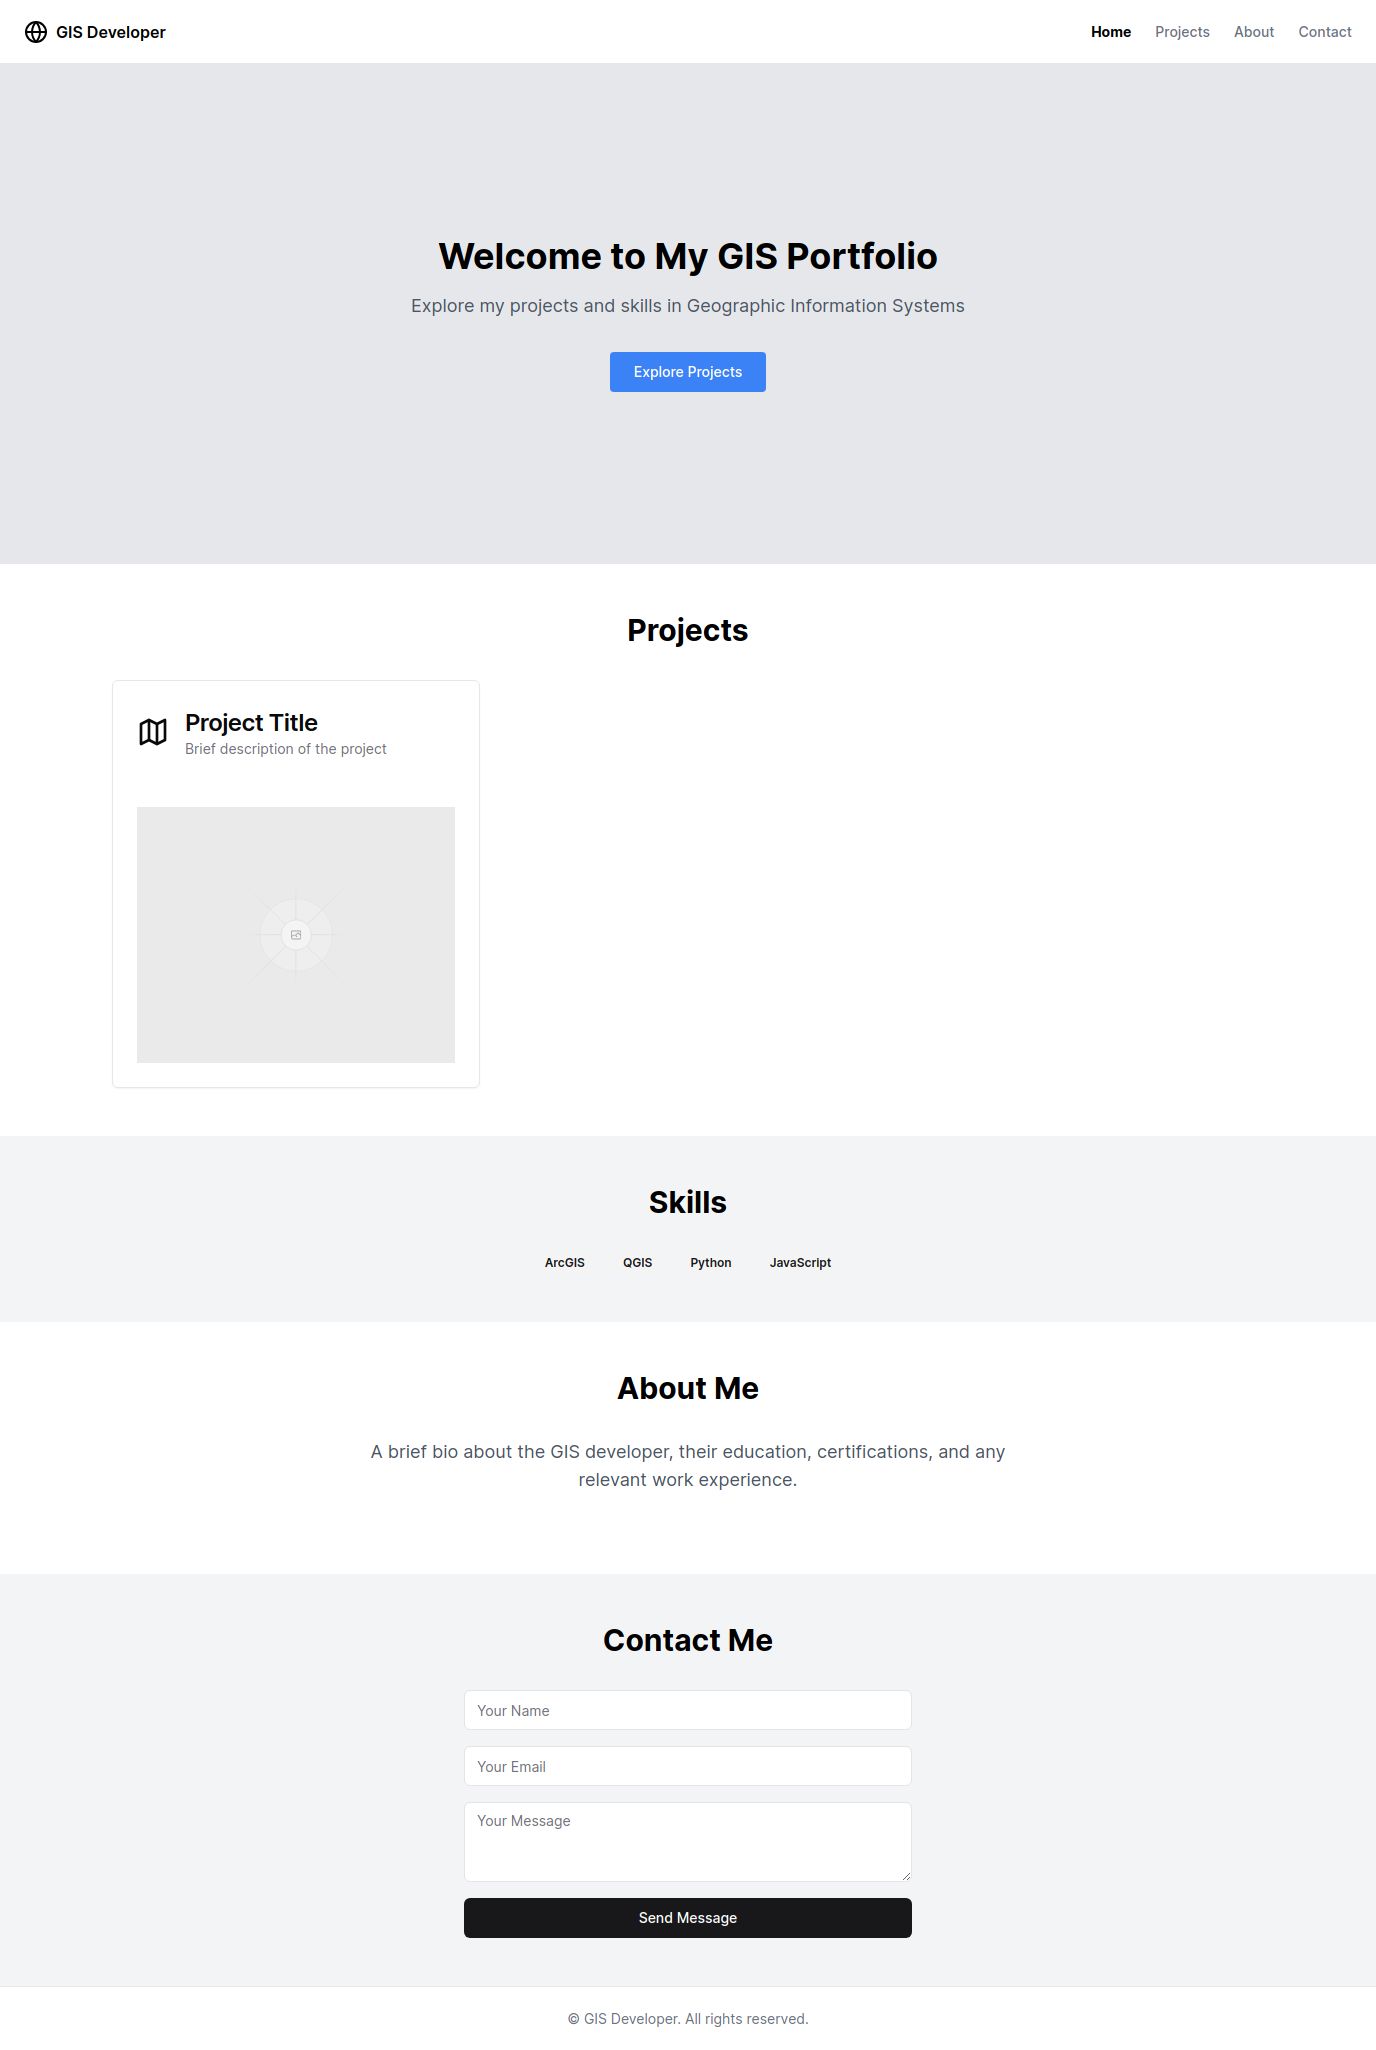 GIS Developer
Home Projects About Contact
Welcome to My GIS Portfolio
Explore my projects and skills in Geographic Information Systems
Explore Projects
Projects
Project Title
Brief description of the project
Skills
ArcGIS QGIS Python JavaScript
About Me
A brief bio about the GIS developer, their education, certifications, and any
relevant work experience.
Contact Me
Your Name
Your Email
Your Message
Send Message
© GIS Developer. All rights reserved.